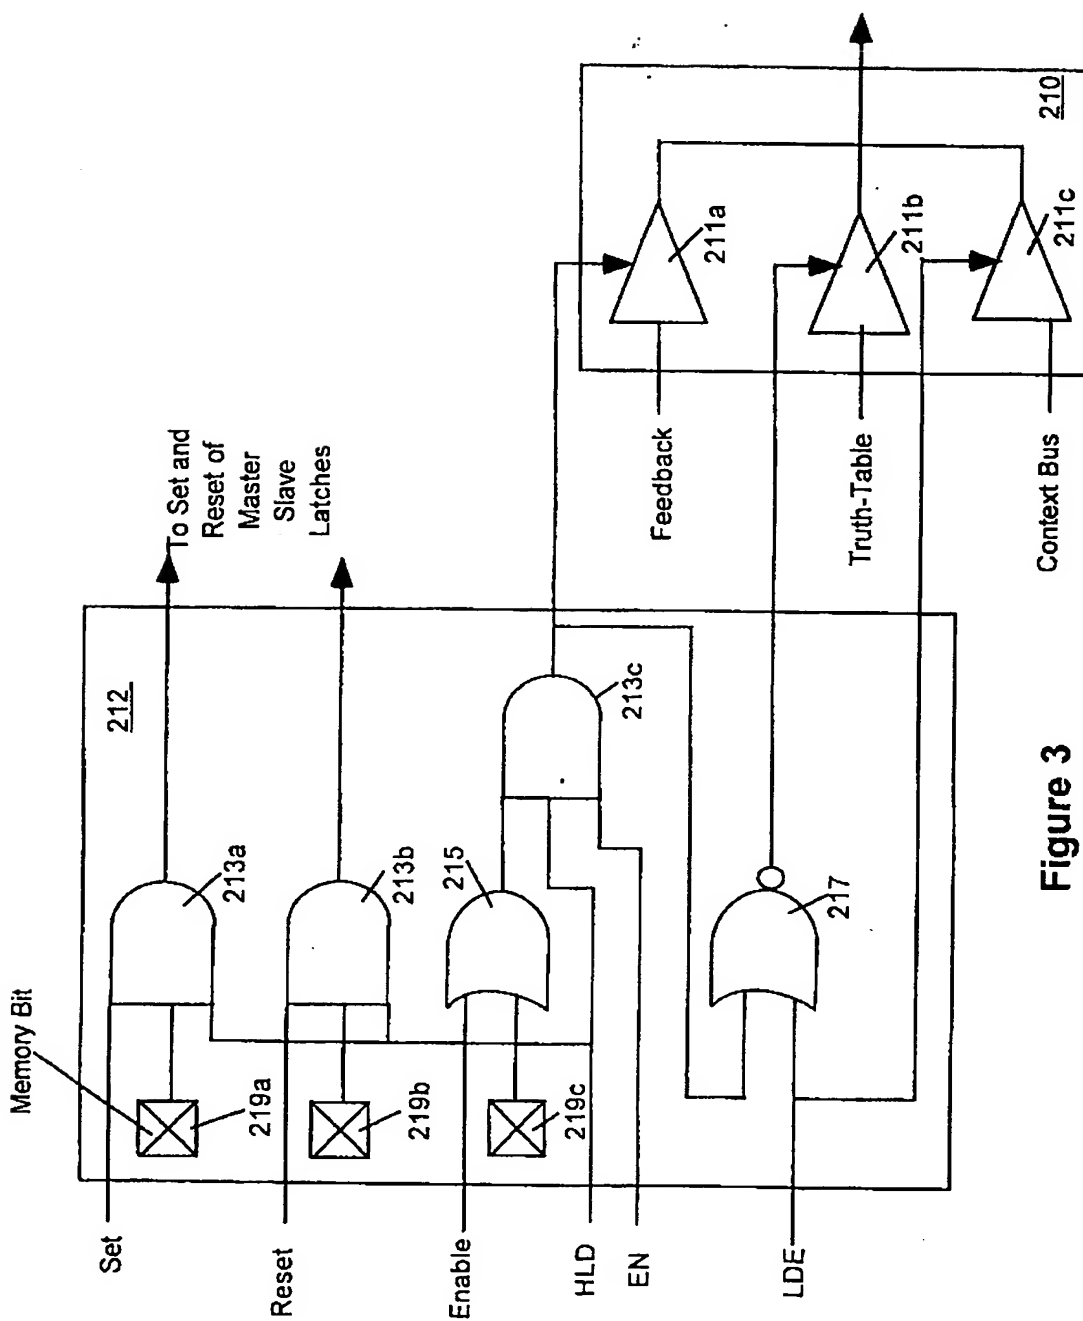 Memory Bit
Set
219a
213a
212
To Set and
Reset of
Master
Slave
Latches
Reset
219b
213b
Enable
219c
215
213c
HLD
EN
LDE
217
Feedback
211a
Truth-Table
211b
Context Bus
211c
210
Figure 3